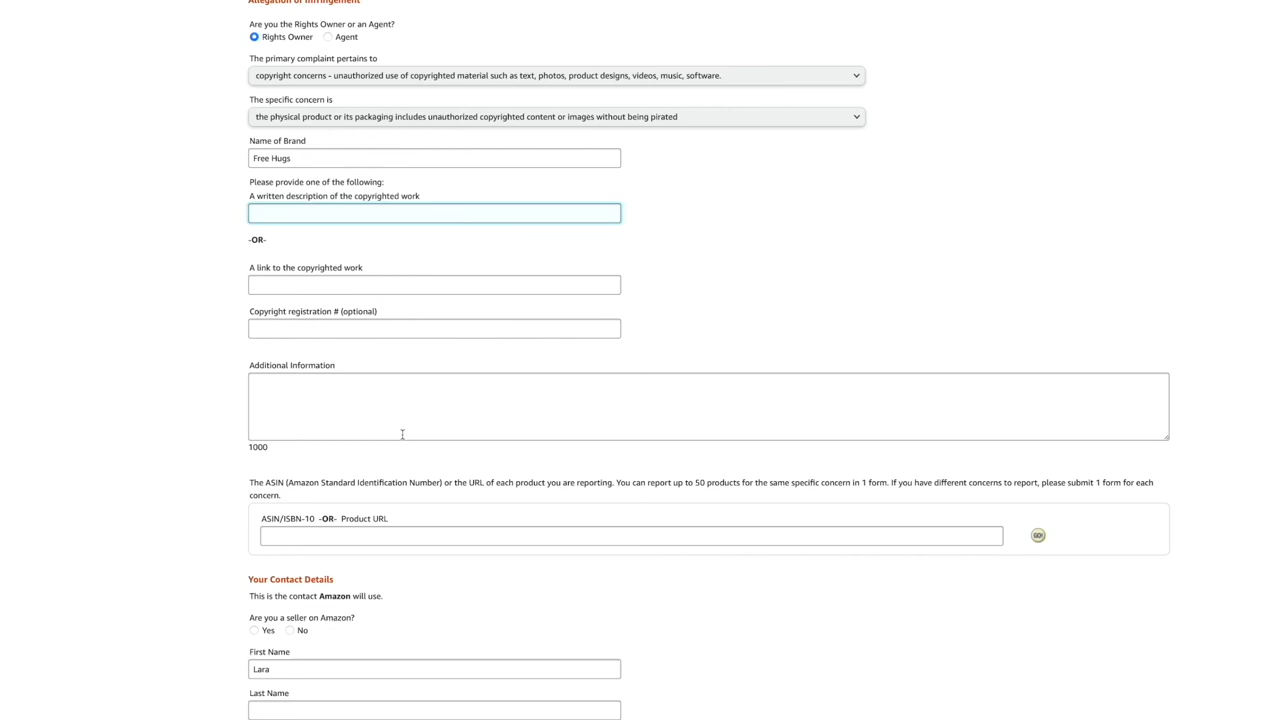 Allegation of Infringement
Are you the Rights Owner or an Agent?
Rights Owner Agent
The primary complaint pertains to
copyright concerns - unauthorized use of copyrighted material such as text, photos, product designs, videos, music, software.
The specific concern is
the physical product or its packaging includes unauthorized copyrighted content or images without being pirated
Name of Brand
Free Hugs
Please provide one of the following:
A written description of the copyrighted work
-OR-
A link to the copyrighted work
Copyright registration # (optional)
Additional Information
1000
The ASIN (Amazon Standard Identification Number) or the URL of each product you are reporting. You can report up to 50 products for the same specific concern in 1 form. If you have different concerns to report, please submit 1 form for each
concern.
ASIN/ISBN-10 -OR- Product URL
GO!
Your Contact Details
This is the contact Amazon will use.
Are you a seller on Amazon?
Yes No
First Name
Lara
Last Name